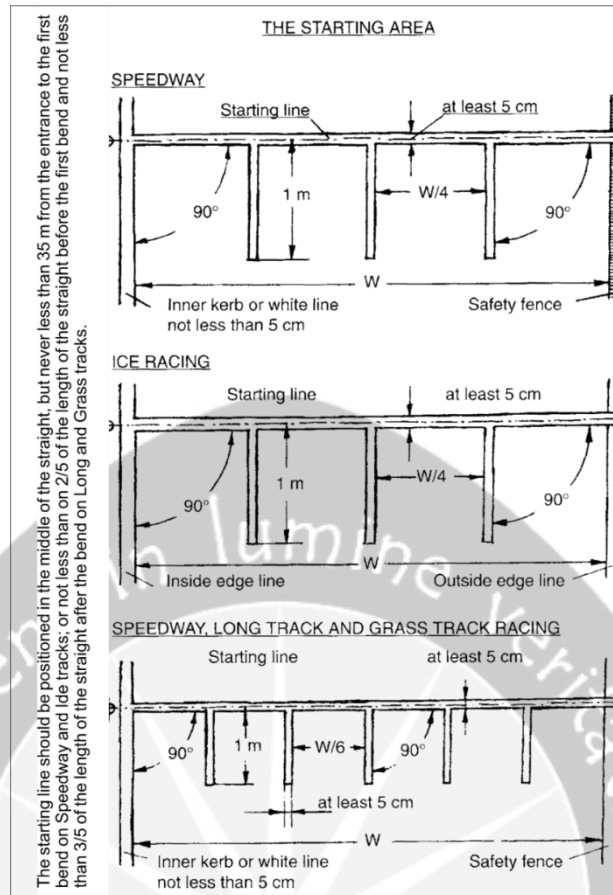 THE STARTING AREA
The starting line should be positioned in the middle of the straight, but never less than 35 m from the entrance to the first
bend on Speedway and Ide tracks; or not less than on 2/5 of the length of the straight before the first bend and not less
than 3/5 of the length of the straight after the bend on Long and Grass tracks.
SPEEDWAY
Starting line at least 5 cm
1 m W/4
90° 90°
W
Inner kerb or white line Safety fence
not less than 5 cm
ICE RACING
Starting line at least 5 cm
1 m W/4
90° 90°
W
Inside edge line Outside edge line
SPEEDWAY, LONG TRACK AND GRASS TRACK RACING
Starting line at least 5 cm
90° 1 m W/6 90°
at least 5 cm
W
Inner kerb or white line Safety fence
not less than 5 cm
in lumine verita